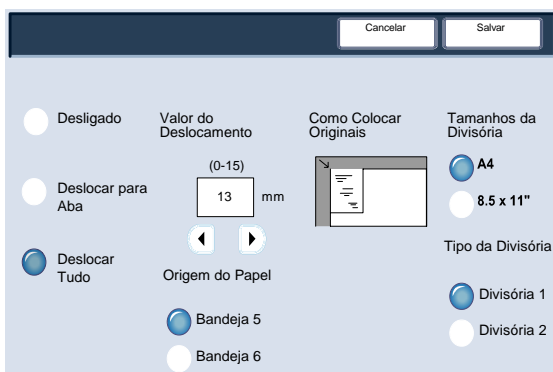 Cancelar
Salvar
Desligado
Deslocar para
Aba
Deslocar
Tudo
Valor do
Deslocamento
(0-15)
13 mm
Origem do Papel
Bandeja 5
Bandeja 6
Como Colocar
Originais
Tamanhos da
Divisória
A4
8.5 x 11"
Tipo da Divisória
Divisória 1
Divisória 2